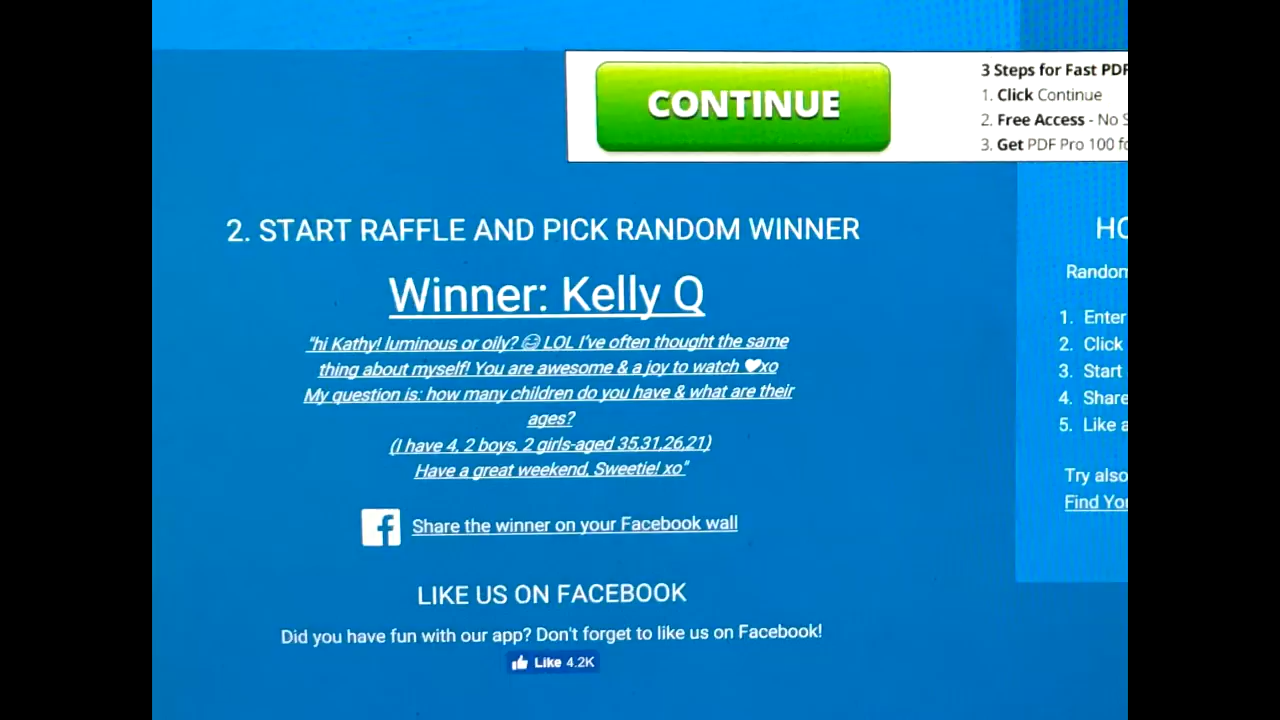 CONTINUE
3 Steps for Fast PDF
1. Click Continue
2. Free Access - No S
3. Get PDF Pro 100 fo
2. START RAFFLE AND PICK RANDOM WINNER
Winner: Kelly Q
"hi Kathy! luminous or oily? 😊 LOL I've often thought the same
thing about myself! You are awesome & a joy to watch ❤xo
My question is: how many children do you have & what are their
ages?
(I have 4, 2 boys, 2 girls-aged 35,31,26,21)
Have a great weekend, Sweetie! xo"
Share the winner on your Facebook wall
LIKE US ON FACEBOOK
Did you have fun with our app? Don't forget to like us on Facebook!
Like 4.2K
HO
Random
1. Enter
2. Click
3. Start
4. Share
5. Like a
Try also
Find You